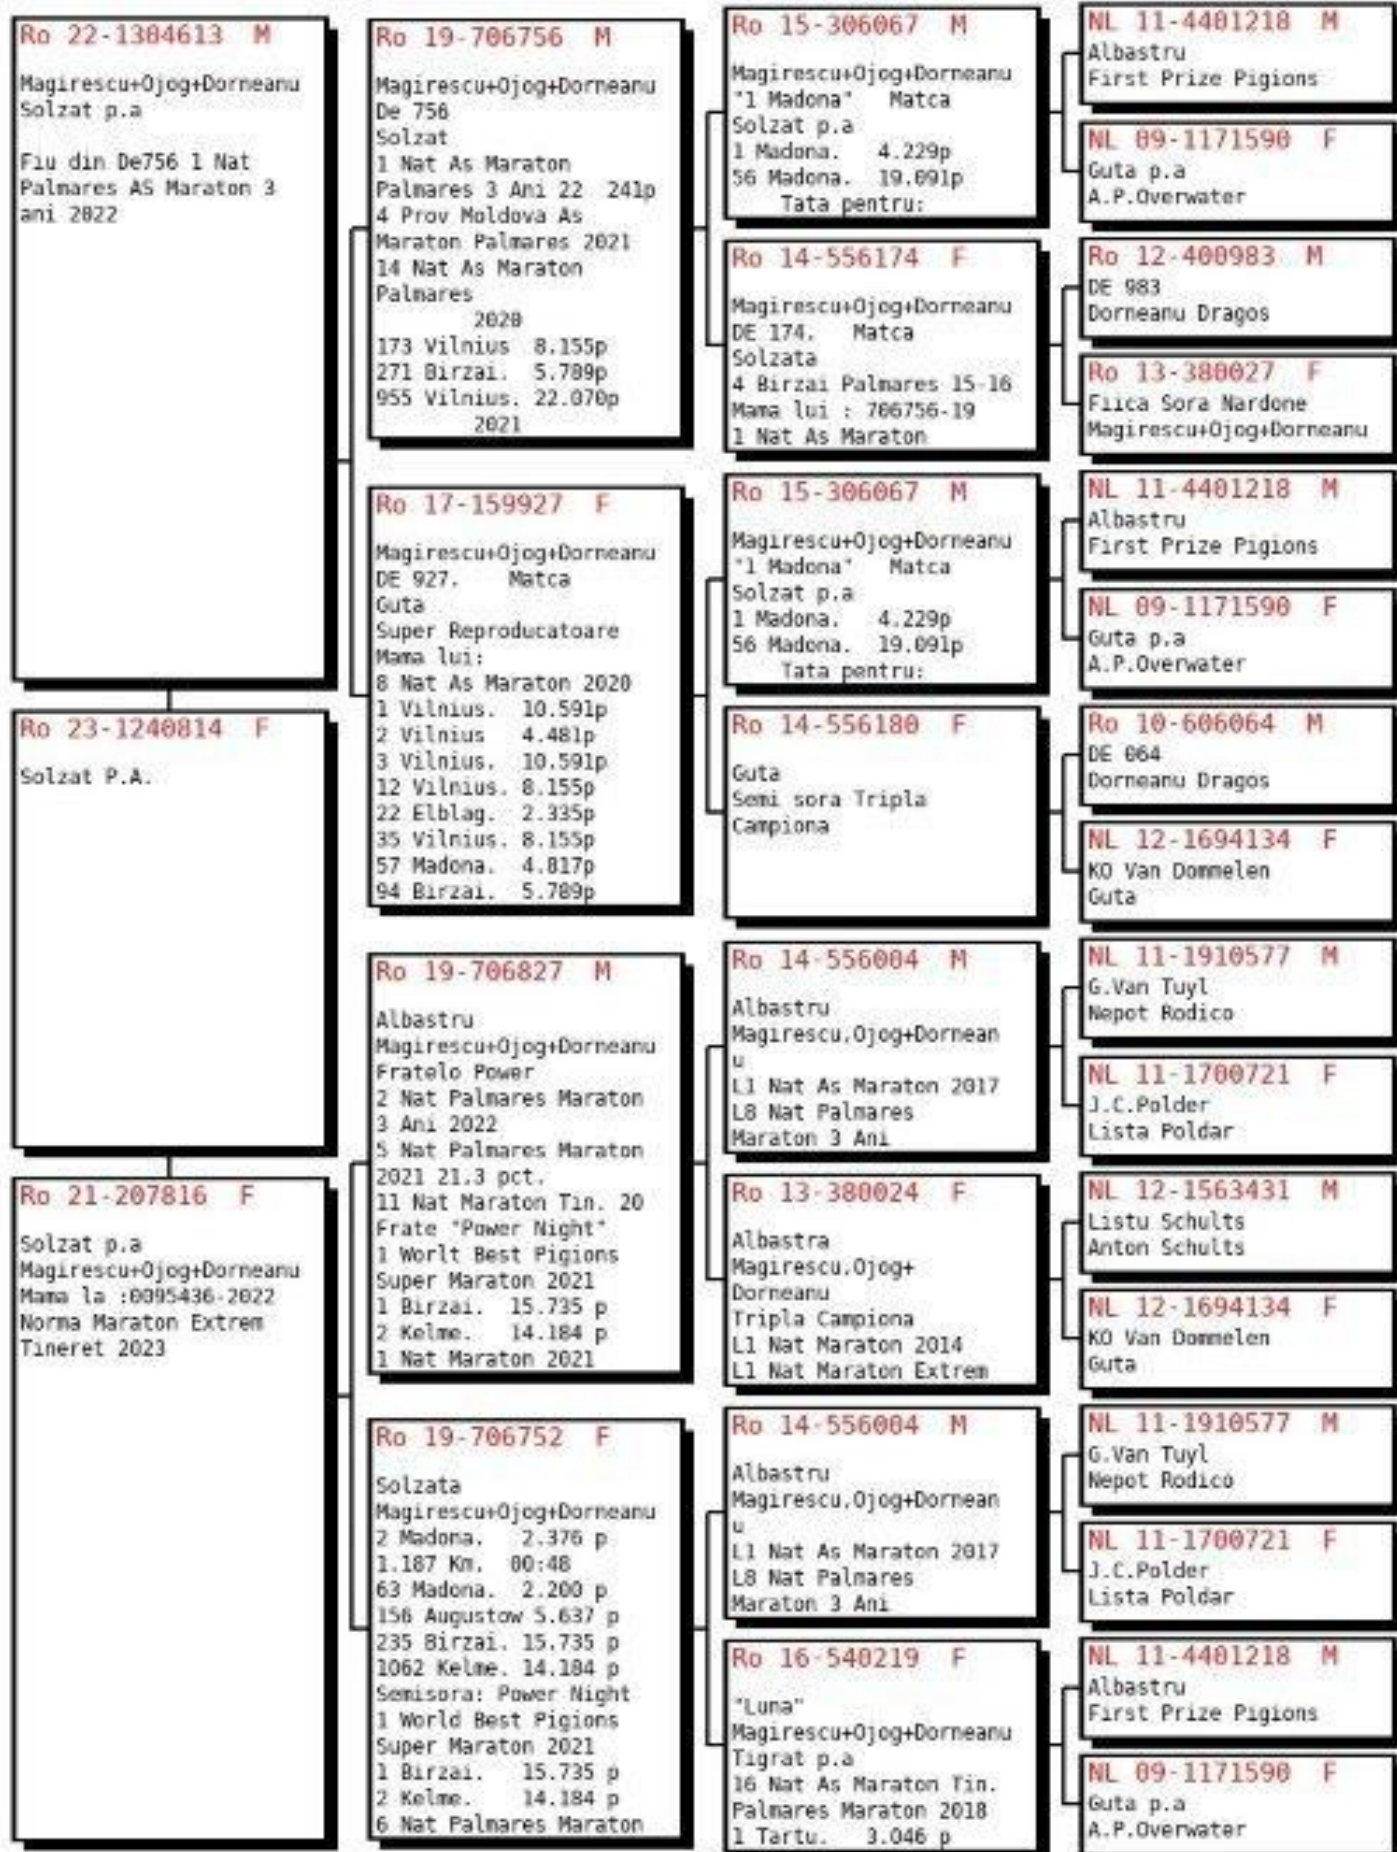 Ro 22-1304613 M
Magirescu+Ojog+Dorneanu
Solzat p.a
Fiu din De756 1 Nat
Palmares AS Maraton 3
ani 2022
Ro 23-1240814 F
Solzat P.A.
Ro 21-207816 F
Solzat p.a
Magirescu+Ojog+Dorneanu
Mama la :0095436-2022
Norma Maraton Extrem
Tineret 2023
Ro 19-706756 M
Magirescu+Ojog+Dorneanu
De 756
Solzat
1 Nat As Maraton
Palmares 3 Ani 22 241p
4 Prov Moldova As
Maraton Palmares 2021
14 Nat As Maraton
Palmares
2020
173 Vilnius 8.155p
271 Birzai. 5.789p
955 Vilnius. 22.070p
2021
Ro 17-159927 F
Magirescu+Ojog+Dorneanu
DE 927. Matca
Guta
Super Reproducatoare
Mama lui:
8 Nat As Maraton 2020
1 Vilnius. 10.591p
2 Vilnius 4.481p
3 Vilnius. 10.591p
12 Vilnius. 8.155p
22 Elblag. 2.335p
35 Vilnius. 8.155p
57 Madona. 4.817p
94 Birzai. 5.789p
Ro 19-706827 M
Albastru
Magirescu+Ojog+Dorneanu
Fratelo Power
2 Nat Palmares Maraton
3 Ani 2022
5 Nat Palmares Maraton
2021 21.3 pct.
11 Nat Maraton Tin. 20
Frate "Power Night"
1 Worlt Best Pigions
Super Maraton 2021
1 Birzai. 15.735 p
2 Kelme. 14.184 p
1 Nat Maraton 2021
Ro 19-706752 F
Solzata
Magirescu+Ojog+Dorneanu
2 Madona. 2.376 p
1.187 Km. 00:48
63 Madona. 2.200 p
156 Augustow 5.637 p
235 Birzai. 15.735 p
1062 Kelme. 14.184 p
Semisora: Power Night
1 World Best Pigions
Super Maraton 2021
1 Birzai. 15.735 p
2 Kelme. 14.184 p
6 Nat Palmares Maraton
Ro 15-306067 M
Magirescu+Ojog+Dorneanu
"1 Madona" Matca
Solzat p.a
1 Madona. 4.229p
56 Madona. 19.091p
Tata pentru:
Ro 14-556174 F
Magirescu+Ojog+Dorneanu
DE 174. Matca
Solzata
4 Birzai Palmares 15-16
Mama lui : 706756-19
1 Nat As Maraton
Ro 15-306067 M
Magirescu+Ojog+Dorneanu
"1 Madona" Matca
Solzat p.a
1 Madona. 4.229p
56 Madona. 19.091p
Tata pentru:
Ro 14-556180 F
Guta
Semi sora Tripla
Campiona
Ro 14-556004 M
Albastru
Magirescu.Ojog+Dornean
u
L1 Nat As Maraton 2017
L8 Nat Palmares
Maraton 3 Ani
Ro 13-380024 F
Albastra
Magirescu.Ojog+
Dorneanu
Tripla Campiona
L1 Nat Maraton 2014
L1 Nat Maraton Extrem
Ro 14-556004 M
Albastru
Magirescu.Ojog+Dornean
u
L1 Nat As Maraton 2017
L8 Nat Palmares
Maraton 3 Ani
Ro 16-540219 F
"Luna"
Magirescu+Ojog+Dorneanu
Tigrat p.a
16 Nat As Maraton Tin.
Palmares Maraton 2018
1 Tartu. 3.046 p
NL 11-4401218 M
Albastru
First Prize Pigions
NL 09-1171590 F
Guta p.a
A.P.Overwater
Ro 12-400983 M
DE 983
Dorneanu Dragos
Ro 13-380027 F
Fiica Sora Nardone
Magirescu+Ojog+Dorneanu
NL 11-4401218 M
Albastru
First Prize Pigions
NL 09-1171590 F
Guta p.a
A.P.Overwater
Ro 10-606064 M
DE 064
Dorneanu Dragos
NL 12-1694134 F
KO Van Dommelen
Guta
NL 11-1910577 M
G.Van Tuyl
Nepot Rodico
NL 11-1700721 F
J.C.Polder
Lista Poldar
NL 12-1563431 M
Listu Schults
Anton Schults
NL 12-1694134 F
KO Van Dommelen
Guta
NL 11-1910577 M
G.Van Tuyl
Nepot Rodico
NL 11-1700721 F
J.C.Polder
Lista Poldar
NL 11-4401218 M
Albastru
First Prize Pigions
NL 09-1171590 F
Guta p.a
A.P.Overwater